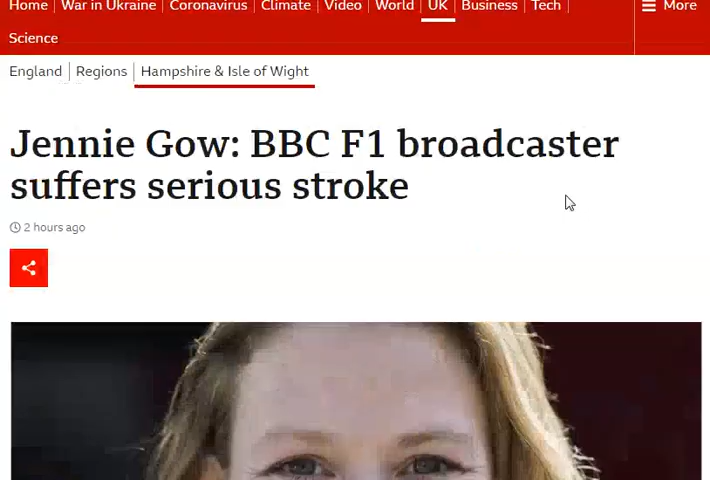 Home War in Ukraine Coronavirus Climate Video World UK Business Tech More
Science
England Regions Hampshire & Isle of Wight
Jennie Gow: BBC F1 broadcaster
suffers serious stroke
2 hours ago